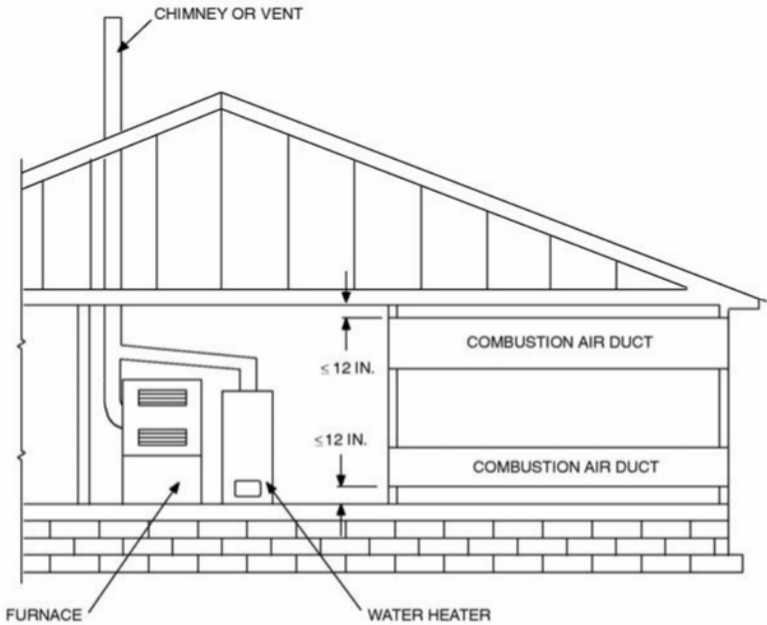 CHIMNEY OR VENT
COMBUSTION AIR DUCT
≤ 12 IN.
≤12 IN.
COMBUSTION AIR DUCT
FURNACE
WATER HEATER